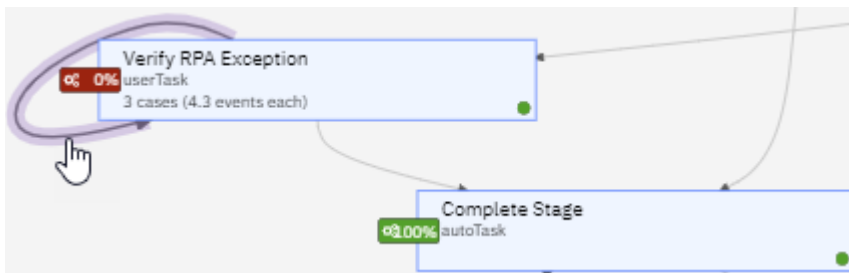 Verify RPA Exception
0% userTask
3 cases (4.3 events each)
Complete Stage
100% autoTask